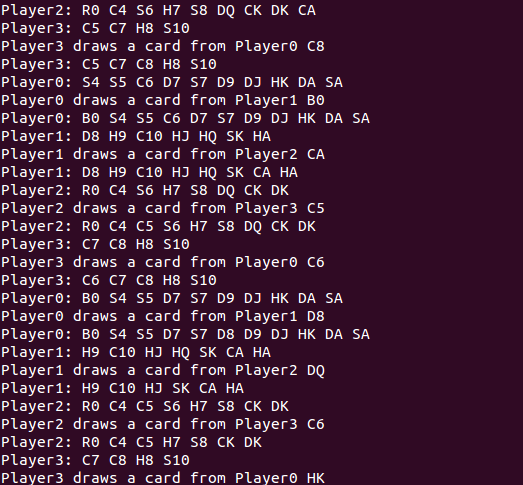 Player2: R0 C4 S6 H7 S8 DQ CK DK CA
Player3: C5 C7 H8 S10
Player3 draws a card from Player0 C8
Player3: C5 C7 C8 H8 S10
Player0: S4 S5 C6 D7 S7 D9 DJ HK DA SA
Player0 draws a card from Player1 B0
Player0: B0 S4 S5 C6 D7 S7 D9 DJ HK DA SA
Player1: D8 H9 C10 HJ HQ SK HA
Player1 draws a card from Player2 CA
Player1: D8 H9 C10 HJ HQ SK CA HA
Player2: R0 C4 S6 H7 S8 DQ CK DK
Player2 draws a card from Player3 C5
Player2: R0 C4 C5 S6 H7 S8 DQ CK DK
Player3: C7 C8 H8 S10
Player3 draws a card from Player0 C6
Player3: C6 C7 C8 H8 S10
Player0: B0 S4 S5 D7 S7 D9 DJ HK DA SA
Player0 draws a card from Player1 D8
Player0: B0 S4 S5 D7 S7 D8 D9 DJ HK DA SA
Player1: H9 C10 HJ HQ SK CA HA
Player1 draws a card from Player2 DQ
Player1: H9 C10 HJ SK CA HA
Player2: R0 C4 C5 S6 H7 S8 CK DK
Player2 draws a card from Player3 C6
Player2: R0 C4 C5 H7 S8 CK DK
Player3: C7 C8 H8 S10
Player3 draws a card from Player0 HK